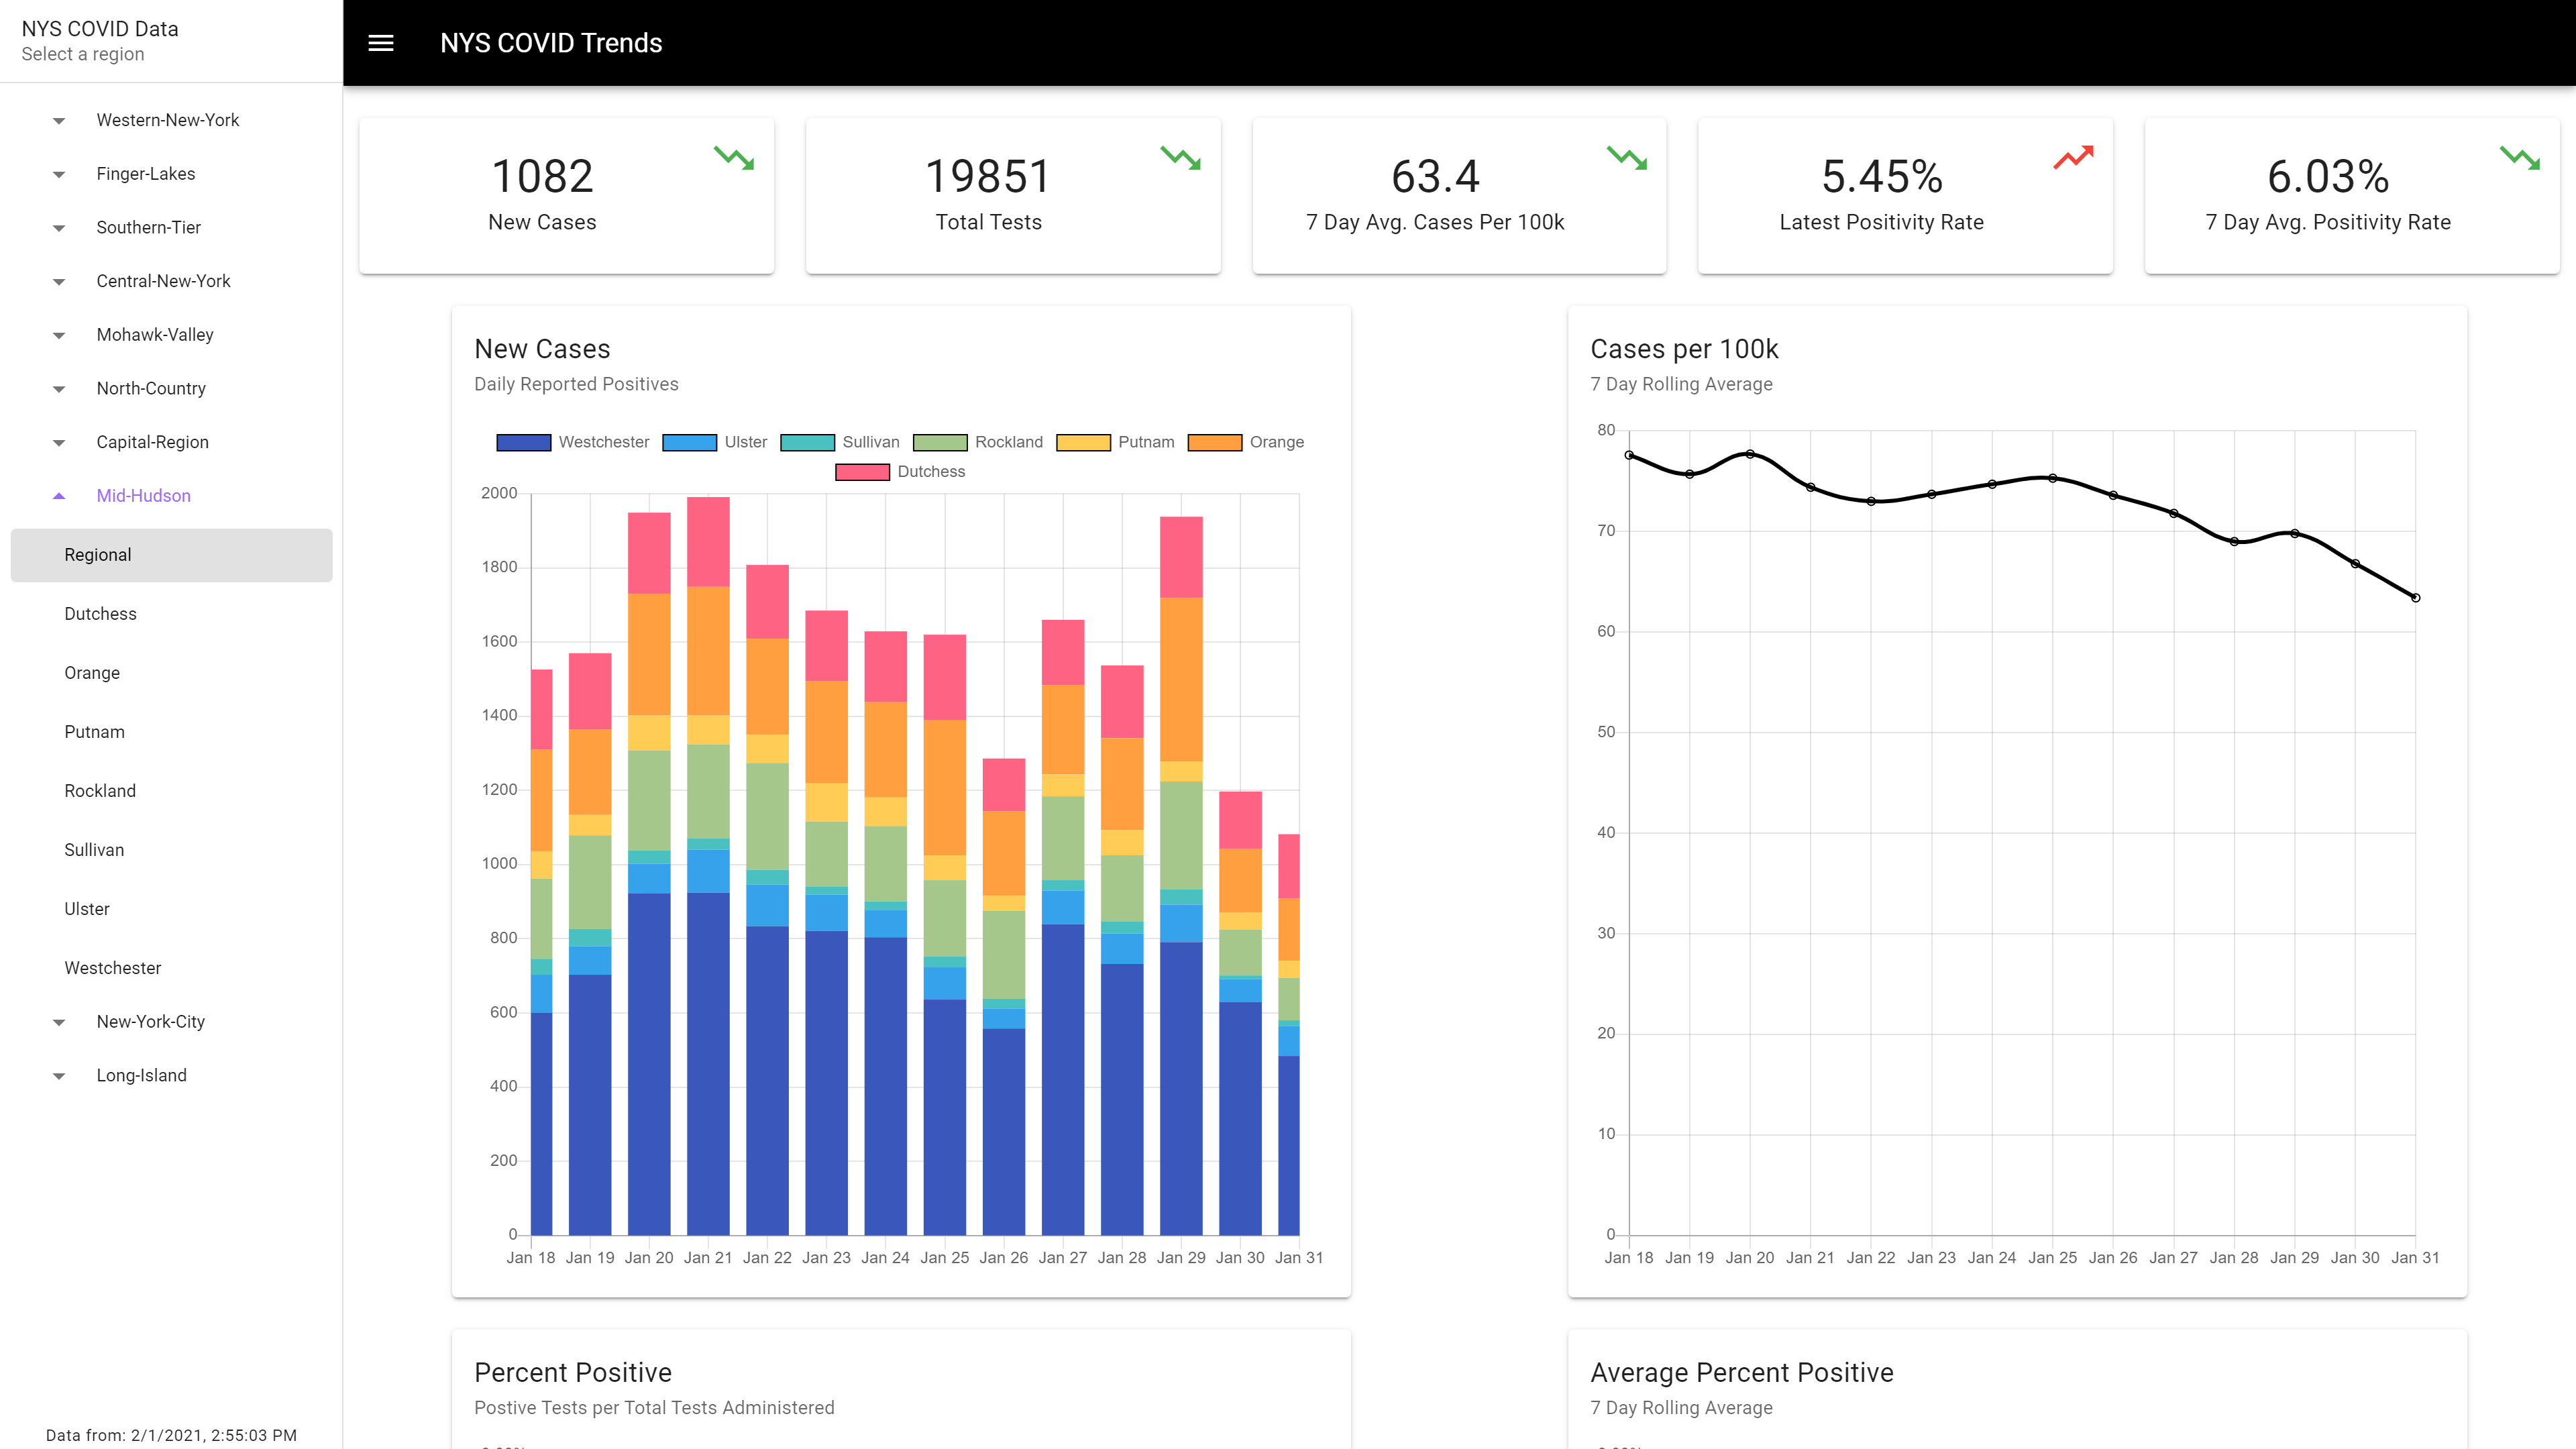 NYS COVID Data
Select a region
Western-New-York
Finger-Lakes
Southern-Tier
Central-New-York
Mohawk-Valley
North-Country
Capital-Region
Mid-Hudson
Regional
Dutchess
Orange
Putnam
Rockland
Sullivan
Ulster
Westchester
New-York-City
Long-Island
Data from: 2/1/2021, 2:55:03 PM
NYS COVID Trends
1082
New Cases
19851
Total Tests
63.4
7 Day Avg. Cases Per 100k
5.45%
Latest Positivity Rate
6.03%
7 Day Avg. Positivity Rate
New Cases
Daily Reported Positives
Westchester Ulster Sullivan Rockland Putnam Orange
Dutchess
2000
1800
1600
1400
1200
1000
800
600
400
200
0
Jan 18 Jan 19 Jan 20 Jan 21 Jan 22 Jan 23 Jan 24 Jan 25 Jan 26 Jan 27 Jan 28 Jan 29 Jan 30 Jan 31
Cases per 100k
7 Day Rolling Average
80
70
60
50
40
30
20
10
0
Jan 18 Jan 19 Jan 20 Jan 21 Jan 22 Jan 23 Jan 24 Jan 25 Jan 26 Jan 27 Jan 28 Jan 29 Jan 30 Jan 31
Percent Positive
Postive Tests per Total Tests Administered
Average Percent Positive
7 Day Rolling Average